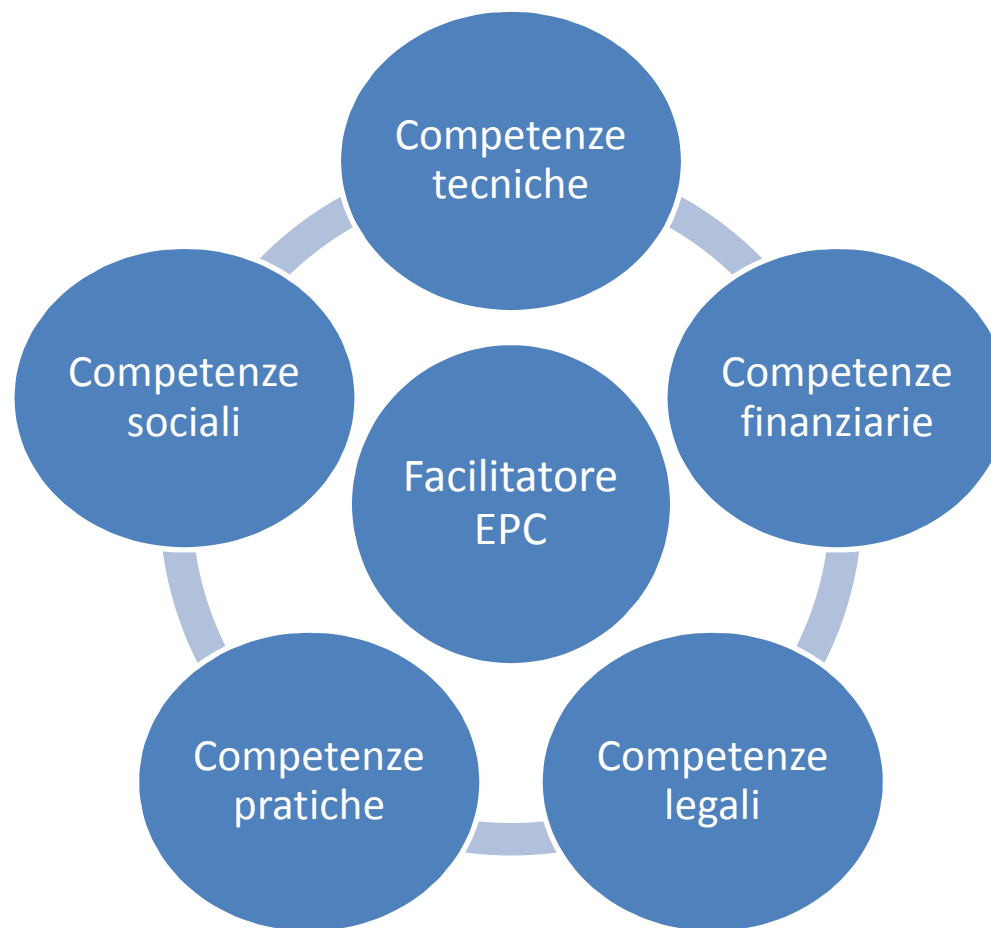 Competenze
tecniche
Competenze
finanziarie
Competenze
legali
Competenze
pratiche
Competenze
sociali
Facilitatore
EPC